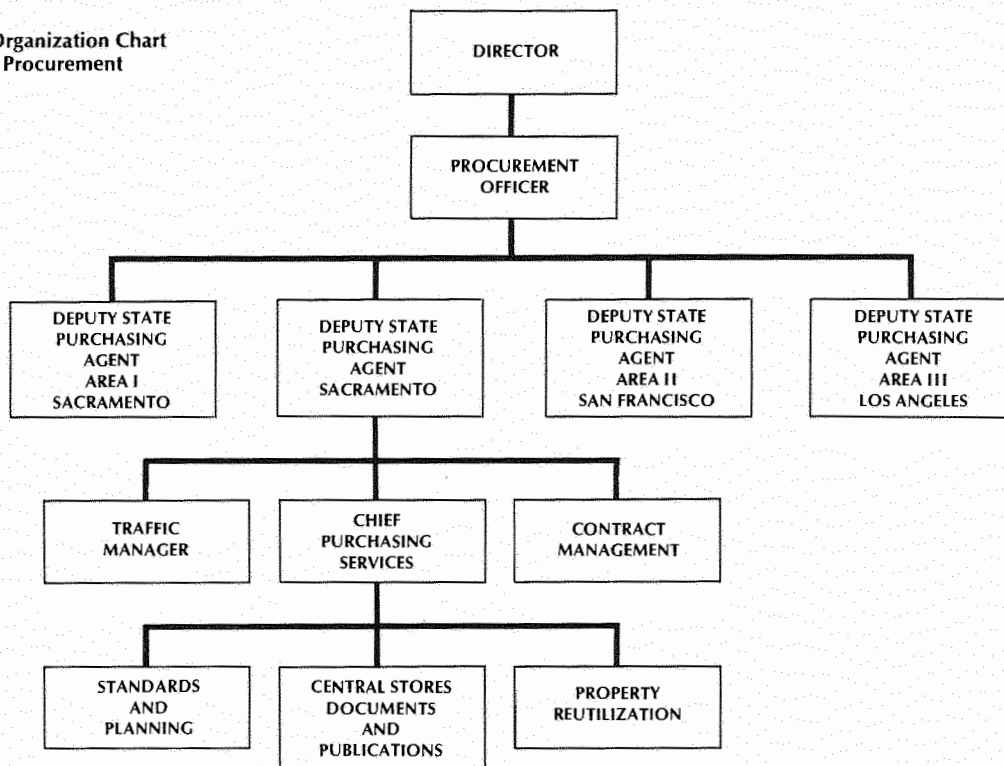 Organization Chart
Procurement
DIRECTOR
PROCUREMENT
OFFICER
DEPUTY STATE
PURCHASING
AGENT
AREA I
SACRAMENTO
DEPUTY STATE
PURCHASING
AGENT
SACRAMENTO
DEPUTY STATE
PURCHASING
AGENT
AREA II
SAN FRANCISCO
DEPUTY STATE
PURCHASING
AGENT
AREA III
LOS ANGELES
TRAFFIC
MANAGER
CHIEF
PURCHASING
SERVICES
CONTRACT
MANAGEMENT
STANDARDS
AND
PLANNING
CENTRAL STORES
DOCUMENTS
AND
PUBLICATIONS
PROPERTY
REUTILIZATION